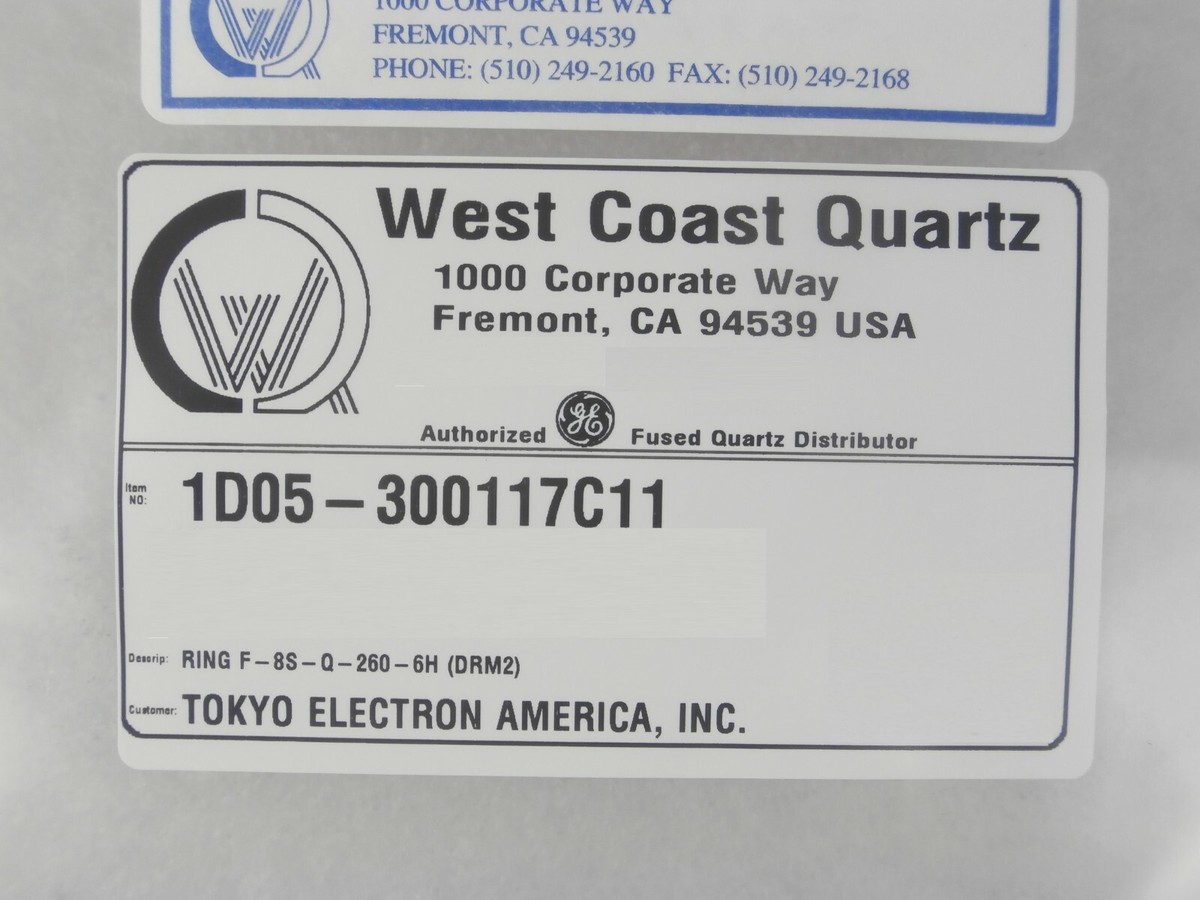 1000 CORPORATE WAY
FREMONT, CA 94539
PHONE: (510) 249-2160 FAX: (510) 249-2168
West Coast Quartz
1000 Corporate Way
Fremont, CA 94539 USA
Authorized GE Fused Quartz Distributor
Item NO: 1D05-300117C11
Descrip: RING F-8S-Q-260-6H (DRM2)
Customer: TOKYO ELECTRON AMERICA, INC.